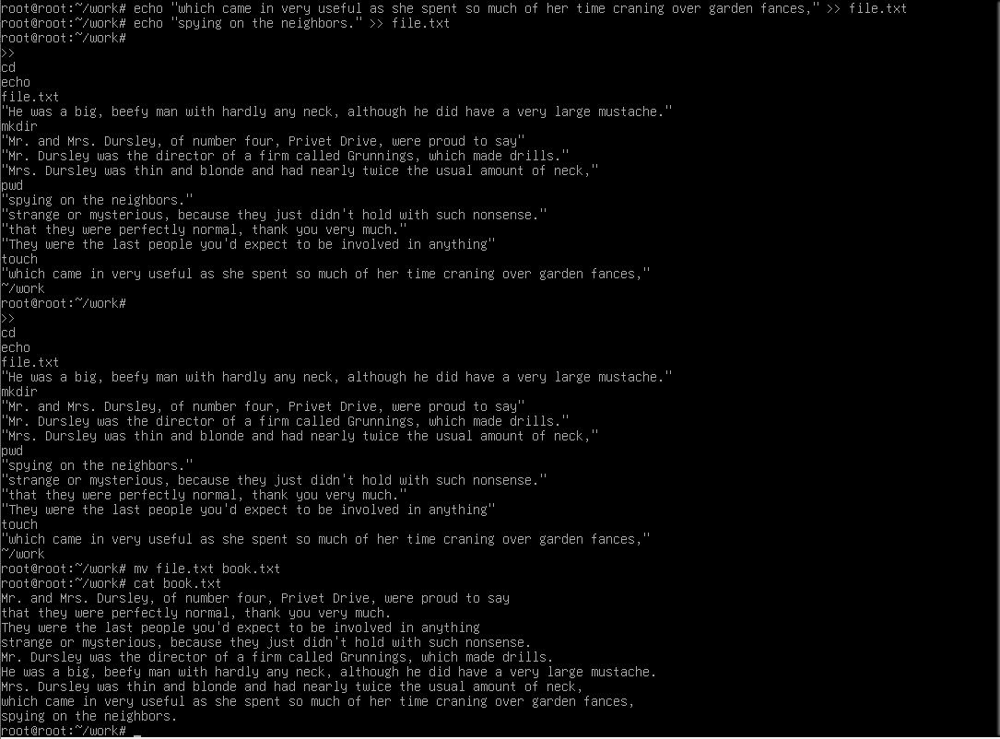 root@root:~/work# echo "which came in very useful as she spent so much of her time craning over garden fances," >> file.txt
root@root:~/work# echo "spying on the neighbors." >> file.txt
root@root:~/work#
>>
cd
echo
file.txt
"He was a big, beefy man with hardly any neck, although he did have a very large mustache."
mkdir
"Mr. and Mrs. Dursley, of number four, Privet Drive, were proud to say"
"Mr. Dursley was the director of a firm called Grunnings, which made drills."
"Mrs. Dursley was thin and blonde and had nearly twice the usual amount of neck,"
pwd
"spying on the neighbors."
"strange or mysterious, because they just didn't hold with such nonsense."
"that they were perfectly normal, thank you very much."
"They were the last people you'd expect to be involved in anything"
touch
"which came in very useful as she spent so much of her time craning over garden fances,"
~/work
root@root:~/work#
>>
cd
echo
file.txt
"He was a big, beefy man with hardly any neck, although he did have a very large mustache."
mkdir
"Mr. and Mrs. Dursley, of number four, Privet Drive, were proud to say"
"Mr. Dursley was the director of a firm called Grunnings, which made drills."
"Mrs. Dursley was thin and blonde and had nearly twice the usual amount of neck,"
pwd
"spying on the neighbors."
"strange or mysterious, because they just didn't hold with such nonsense."
"that they were perfectly normal, thank you very much."
"They were the last people you'd expect to be involved in anything"
touch
"which came in very useful as she spent so much of her time craning over garden fances,"
~/work
root@root:~/work# mv file.txt book.txt
root@root:~/work# cat book.txt
Mr. and Mrs. Dursley, of number four, Privet Drive, were proud to say
that they were perfectly normal, thank you very much.
They were the last people you'd expect to be involved in anything
strange or mysterious, because they just didn't hold with such nonsense.
Mr. Dursley was the director of a firm called Grunnings, which made drills.
He was a big, beefy man with hardly any neck, although he did have a very large mustache.
Mrs. Dursley was thin and blonde and had nearly twice the usual amount of neck,
which came in very useful as she spent so much of her time craning over garden fances,
spying on the neighbors.
root@root:~/work# _